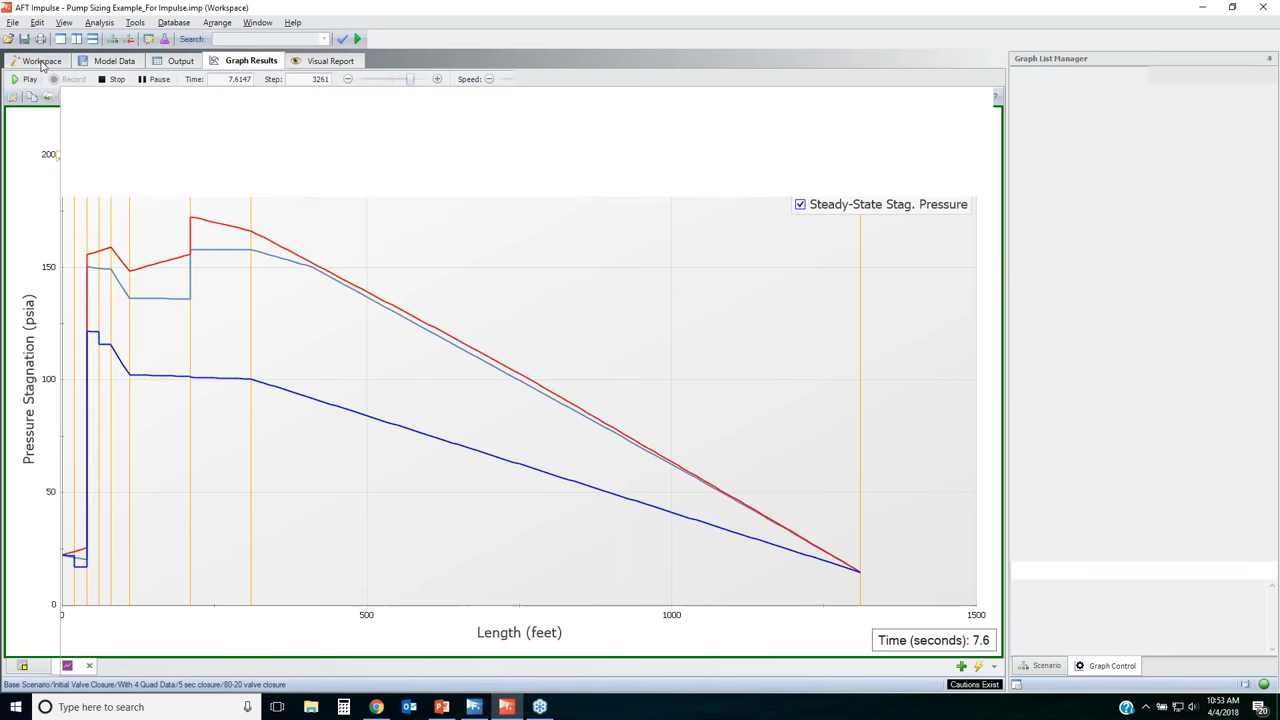 AFT Impulse - Pump Sizing Example_For Impulse.imp (Workspace)
File Edit View Analysis Tools Database Arrange Window Help
Search:
Workspace Model Data Output Graph Results Visual Report
Graph List Manager
Play Record Stop Pause Time: 7.6147 Step: 3261 Speed:
200
Steady-State Stag. Pressure
150
100
50
0
Pressure Stagnation (psia)
0 500 1000 1500
Length (feet)
Time (seconds): 7.6
Scenario Graph Control
Base Scenario/Initial Valve Closure/With 4 Quad Data/5 sec closure/80-20 valve closure
Cautions Exist
Type here to search
10:53 AM
4/4/2018
20